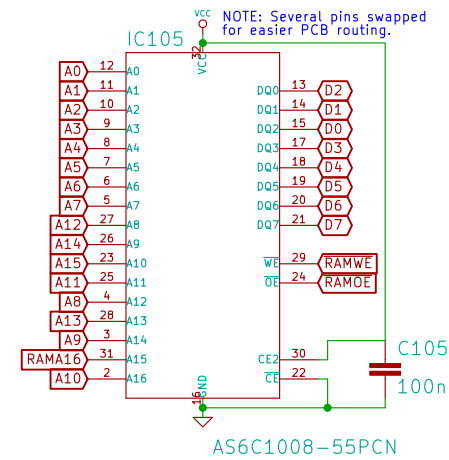 VCC
NOTE: Several pins swapped
for easier PCB routing.
IC105
32
VCC
A0 12 A0
A1 11 A1
A2 10 A2
A3 9 A3
A4 8 A4
A5 7 A5
A6 6 A6
A7 5 A7
A12 27 A8
A14 26 A9
A15 23 A10
A11 25 A11
A8 4 A12
A13 28 A13
A9 3 A14
RAMA16 31 A15
A10 2 A16
DQ0 13 D2
DQ1 14 D1
DQ2 15 D0
DQ3 17 D3
DQ4 18 D4
DQ5 19 D5
DQ6 20 D6
DQ7 21 D7
WE 29 RAMWE
OE 24 RAMOE
CE2 30
CE 22
16
GND
C105
100n
AS6C1008-55PCN